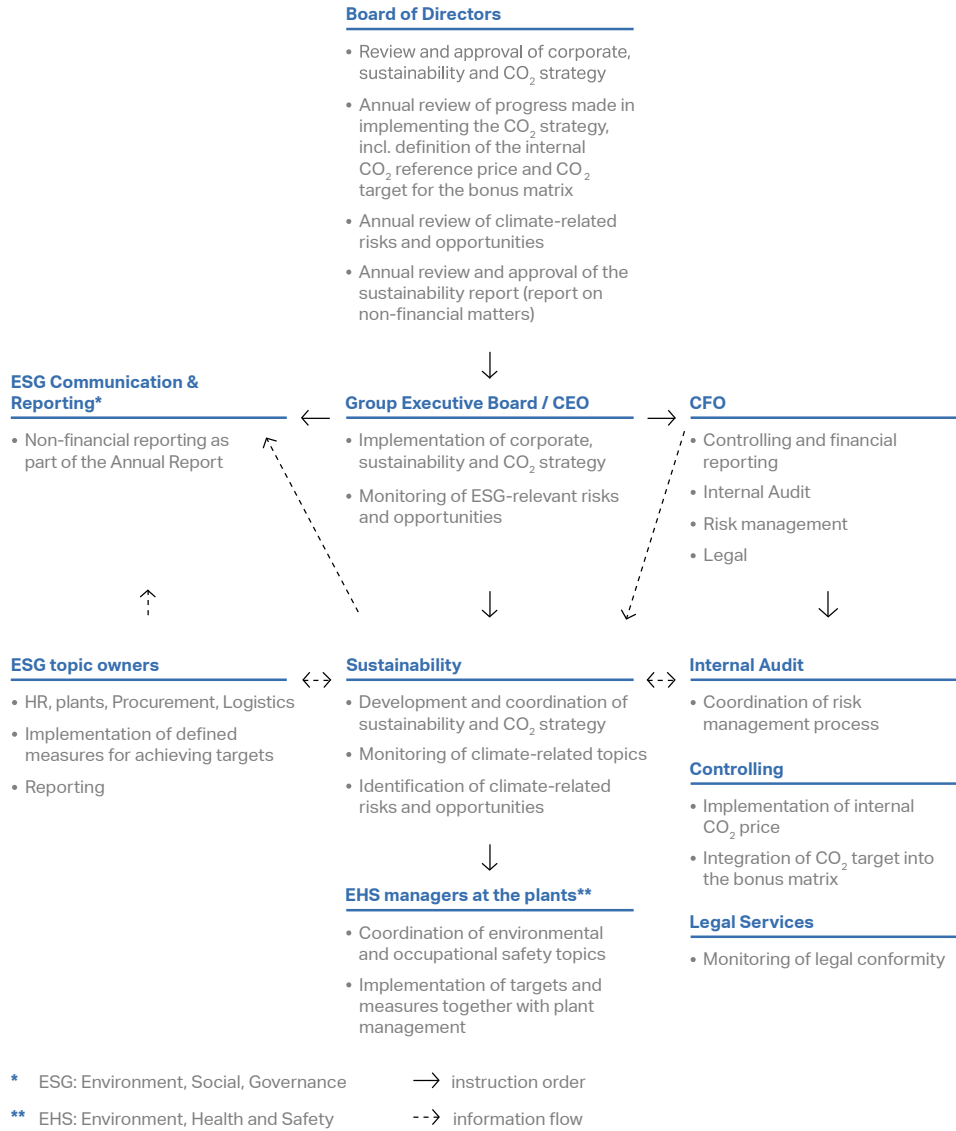 Board of Directors
• Review and approval of corporate,
sustainability and CO₂ strategy
• Annual review of progress made in
implementing the CO₂ strategy,
incl. definition of the internal
CO₂ reference price and CO₂
target for the bonus matrix
• Annual review of climate-related
risks and opportunities
• Annual review and approval of the
sustainability report (report on
non-financial matters)
ESG Communication &
Reporting*
• Non-financial reporting as
part of the Annual Report
Group Executive Board / CEO
• Implementation of corporate,
sustainability and CO₂ strategy
• Monitoring of ESG-relevant risks
and opportunities
CFO
• Controlling and financial
reporting
• Internal Audit
• Risk management
• Legal
ESG topic owners
• HR, plants, Procurement, Logistics
• Implementation of defined
measures for achieving targets
• Reporting
Sustainability
• Development and coordination of
sustainability and CO₂ strategy
• Monitoring of climate-related topics
• Identification of climate-related
risks and opportunities
Internal Audit
• Coordination of risk
management process
Controlling
• Implementation of internal
CO₂ price
• Integration of CO₂ target into
the bonus matrix
EHS managers at the plants**
• Coordination of environmental
and occupational safety topics
• Implementation of targets and
measures together with plant
management
Legal Services
• Monitoring of legal conformity
* ESG: Environment, Social, Governance
** EHS: Environment, Health and Safety
instruction order
information flow